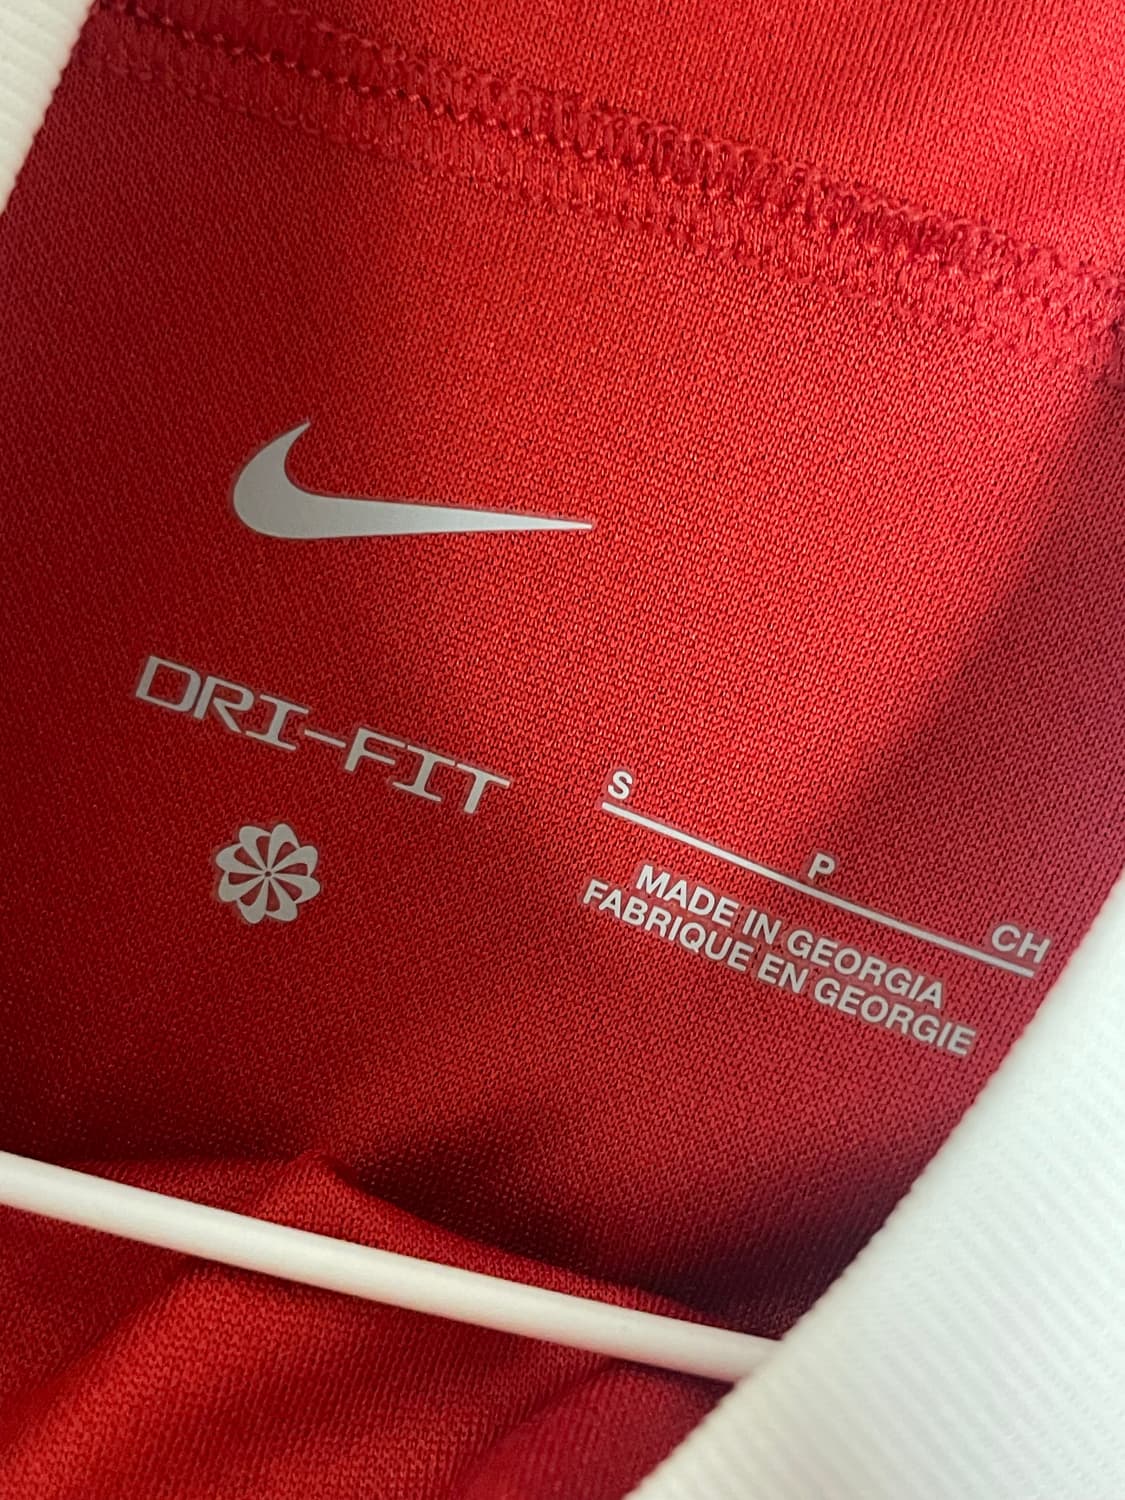 DRI-FIT
S P CH
MADE IN GEORGIA
FABRIQUE EN GEORGIE